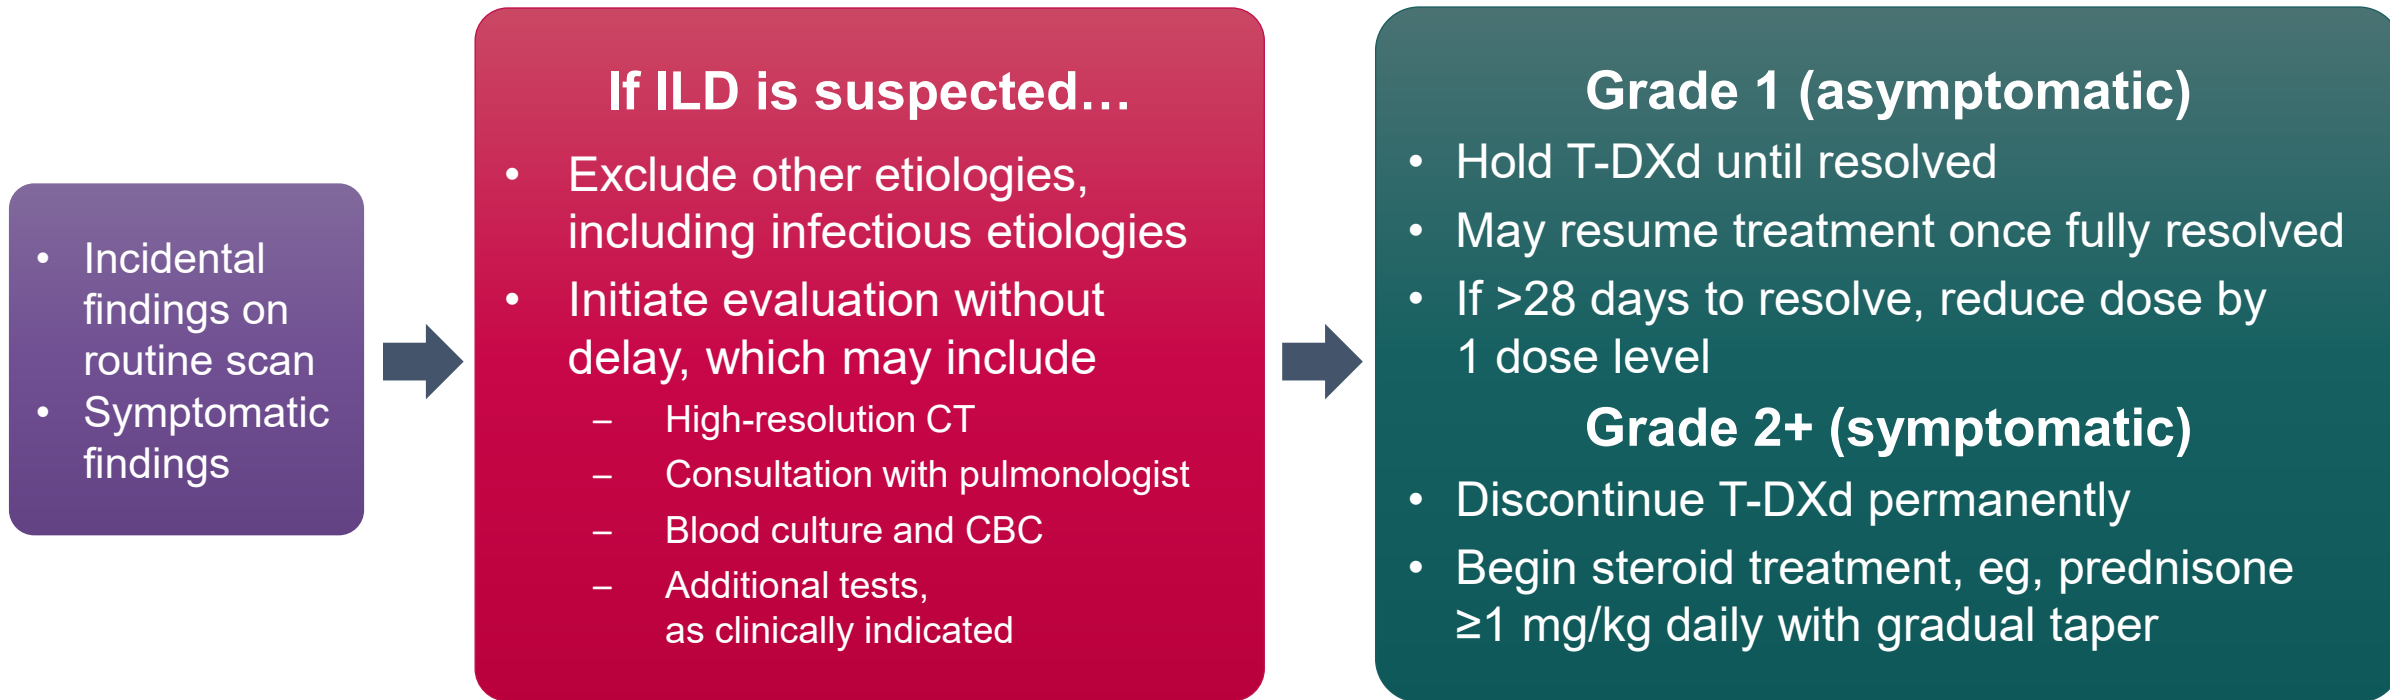 • Incidental
findings on
routine scan
• Symptomatic
findings
If ILD is suspected…
• Exclude other etiologies,
including infectious etiologies
• Initiate evaluation without
delay, which may include
– High-resolution CT
– Consultation with pulmonologist
– Blood culture and CBC
– Additional tests,
as clinically indicated
Grade 1 (asymptomatic)
• Hold T-DXd until resolved
• May resume treatment once fully resolved
• If >28 days to resolve, reduce dose by
1 dose level
Grade 2+ (symptomatic)
• Discontinue T-DXd permanently
• Begin steroid treatment, eg, prednisone
≥1 mg/kg daily with gradual taper